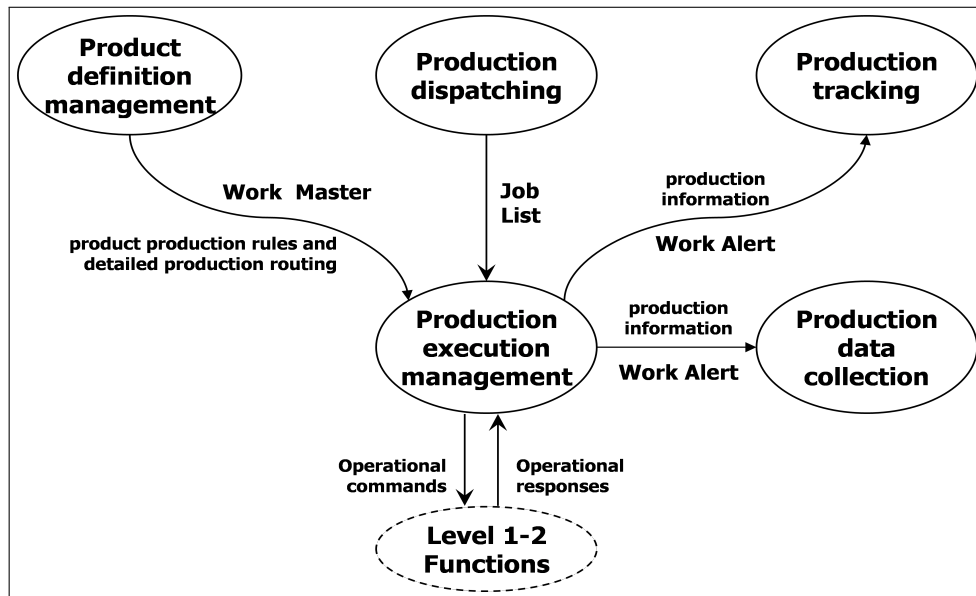 Product
definition
management
Production
dispatching
Production
tracking
Work  Master
product production rules and
detailed production routing
Job
List
production
information
Work Alert
Production
execution
management
production
information
Work Alert
Production
data
collection
Operational
commands
Operational
responses
Level 1-2
Functions